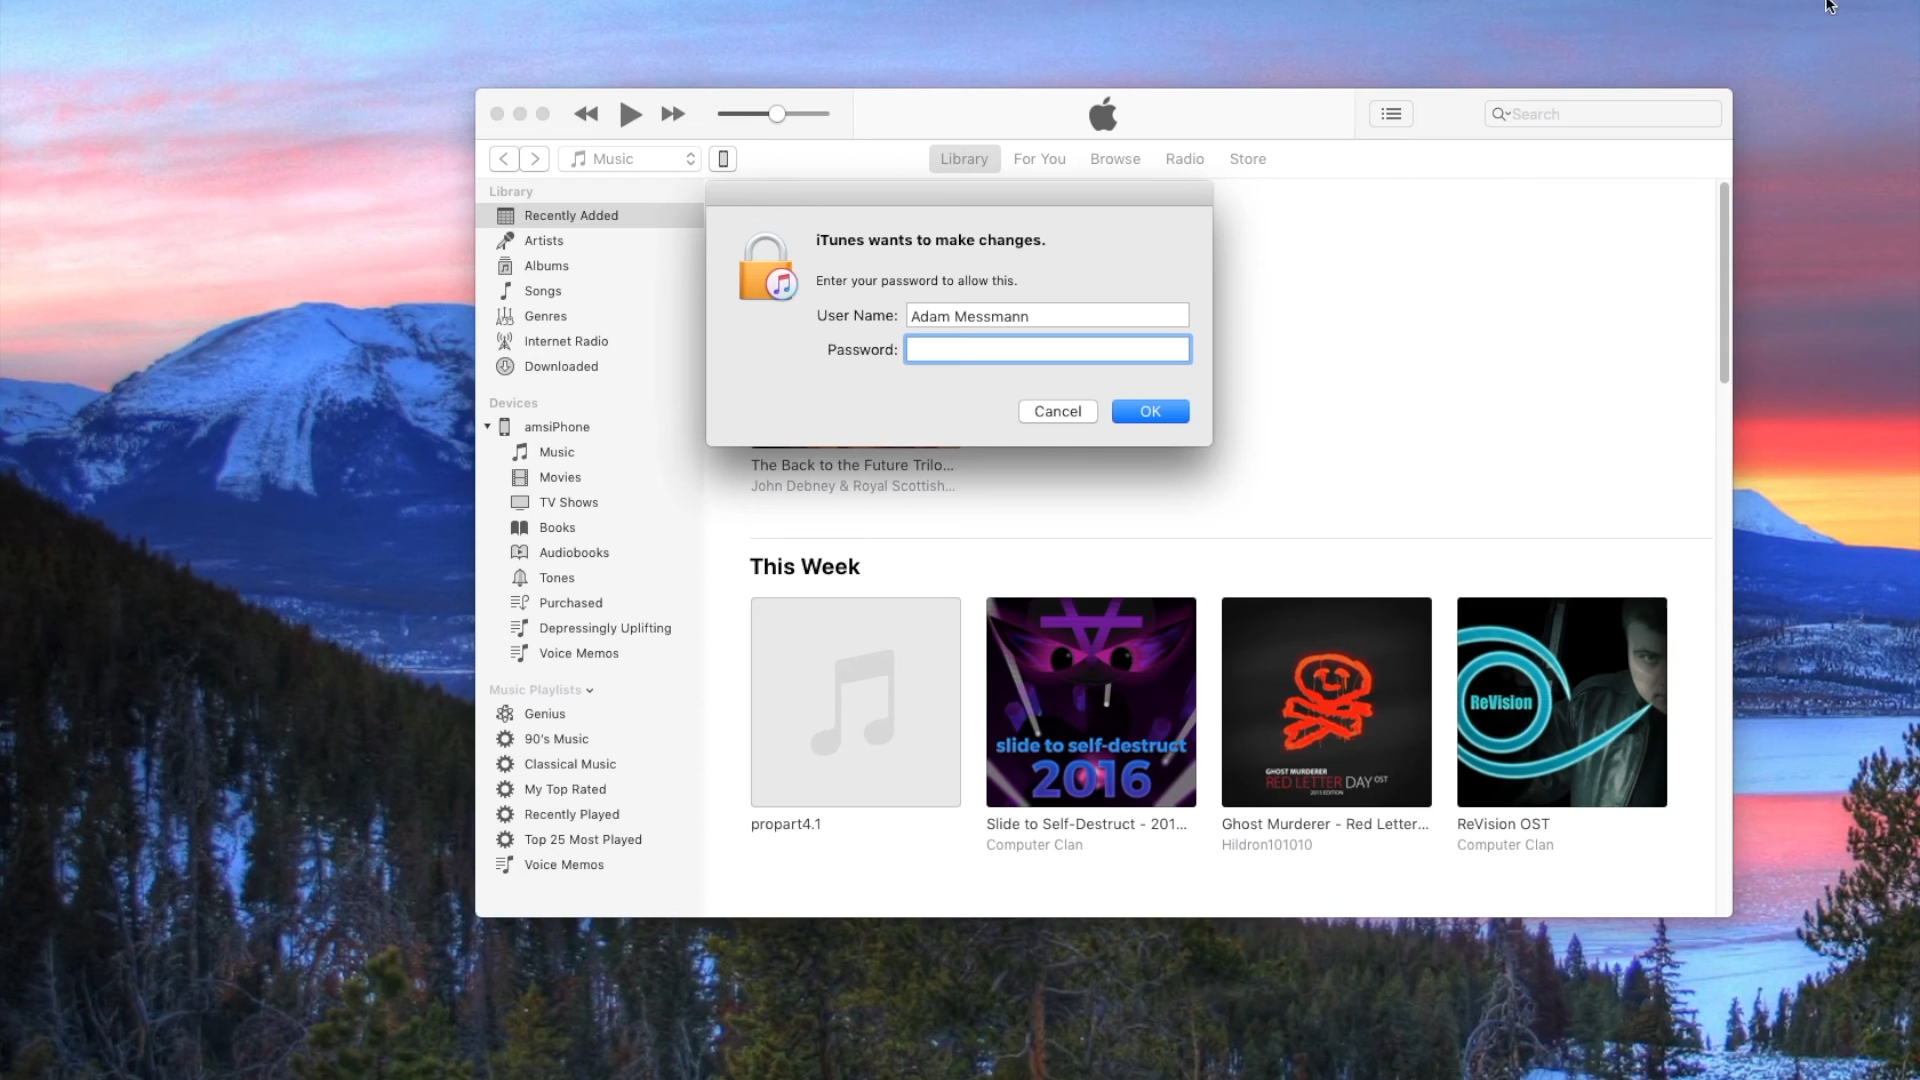 Search
Music
Library
For You
Browse
Radio
Store
Library
Recently Added
Artists
Albums
Songs
Genres
Internet Radio
Downloaded
Devices
amsiPhone
Music
Movies
TV Shows
Books
Audiobooks
Tones
Purchased
Depressingly Uplifting
Voice Memos
Music Playlists
Genius
90's Music
Classical Music
My Top Rated
Recently Played
Top 25 Most Played
Voice Memos
iTunes wants to make changes.
Enter your password to allow this.
User Name: Adam Messmann
Password:
Cancel
OK
The Back to the Future Trilo...
John Debney & Royal Scottish...
This Week
propart4.1
slide to self-destruct
2016
Slide to Self-Destruct - 201...
Computer Clan
GHOST MURDERER
RED LETTER DAY OST
2015 EDITION
Ghost Murderer - Red Letter...
Hildron101010
ReVision
ReVision OST
Computer Clan